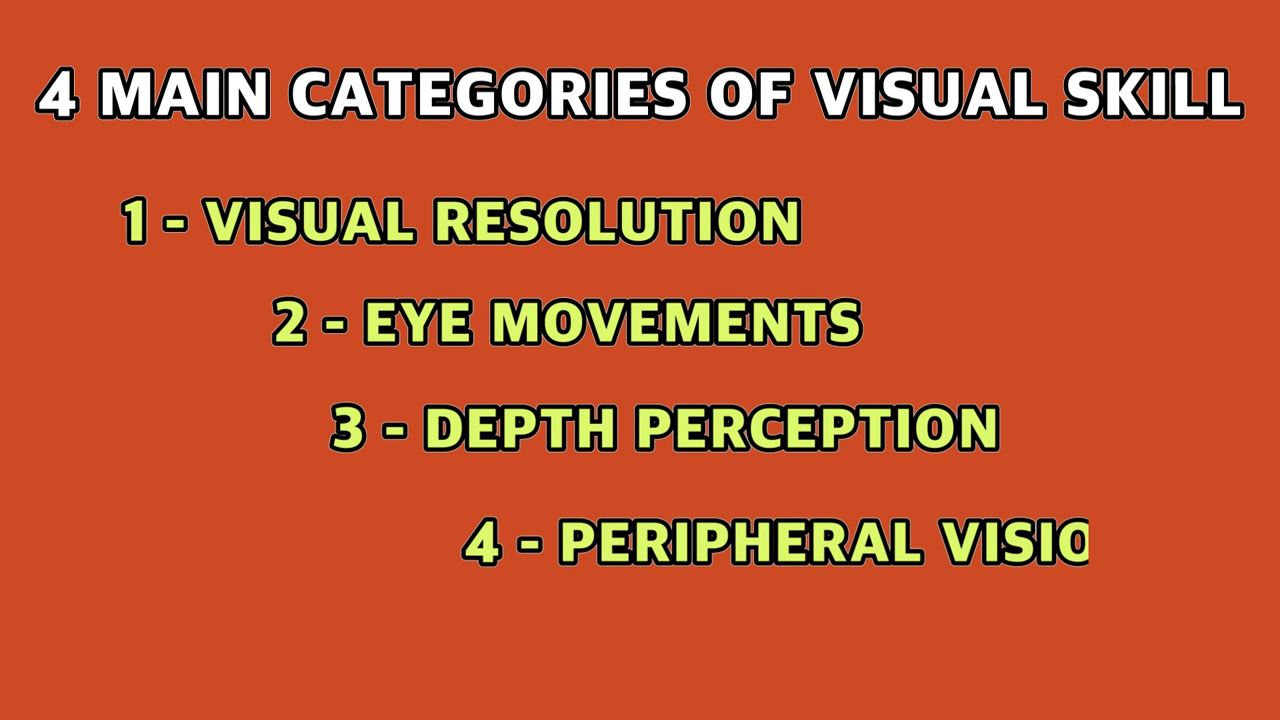 4 MAIN CATEGORIES OF VISUAL SKILL
1 - VISUAL RESOLUTION
2 - EYE MOVEMENTS
3 - DEPTH PERCEPTION
4 - PERIPHERAL VISIO